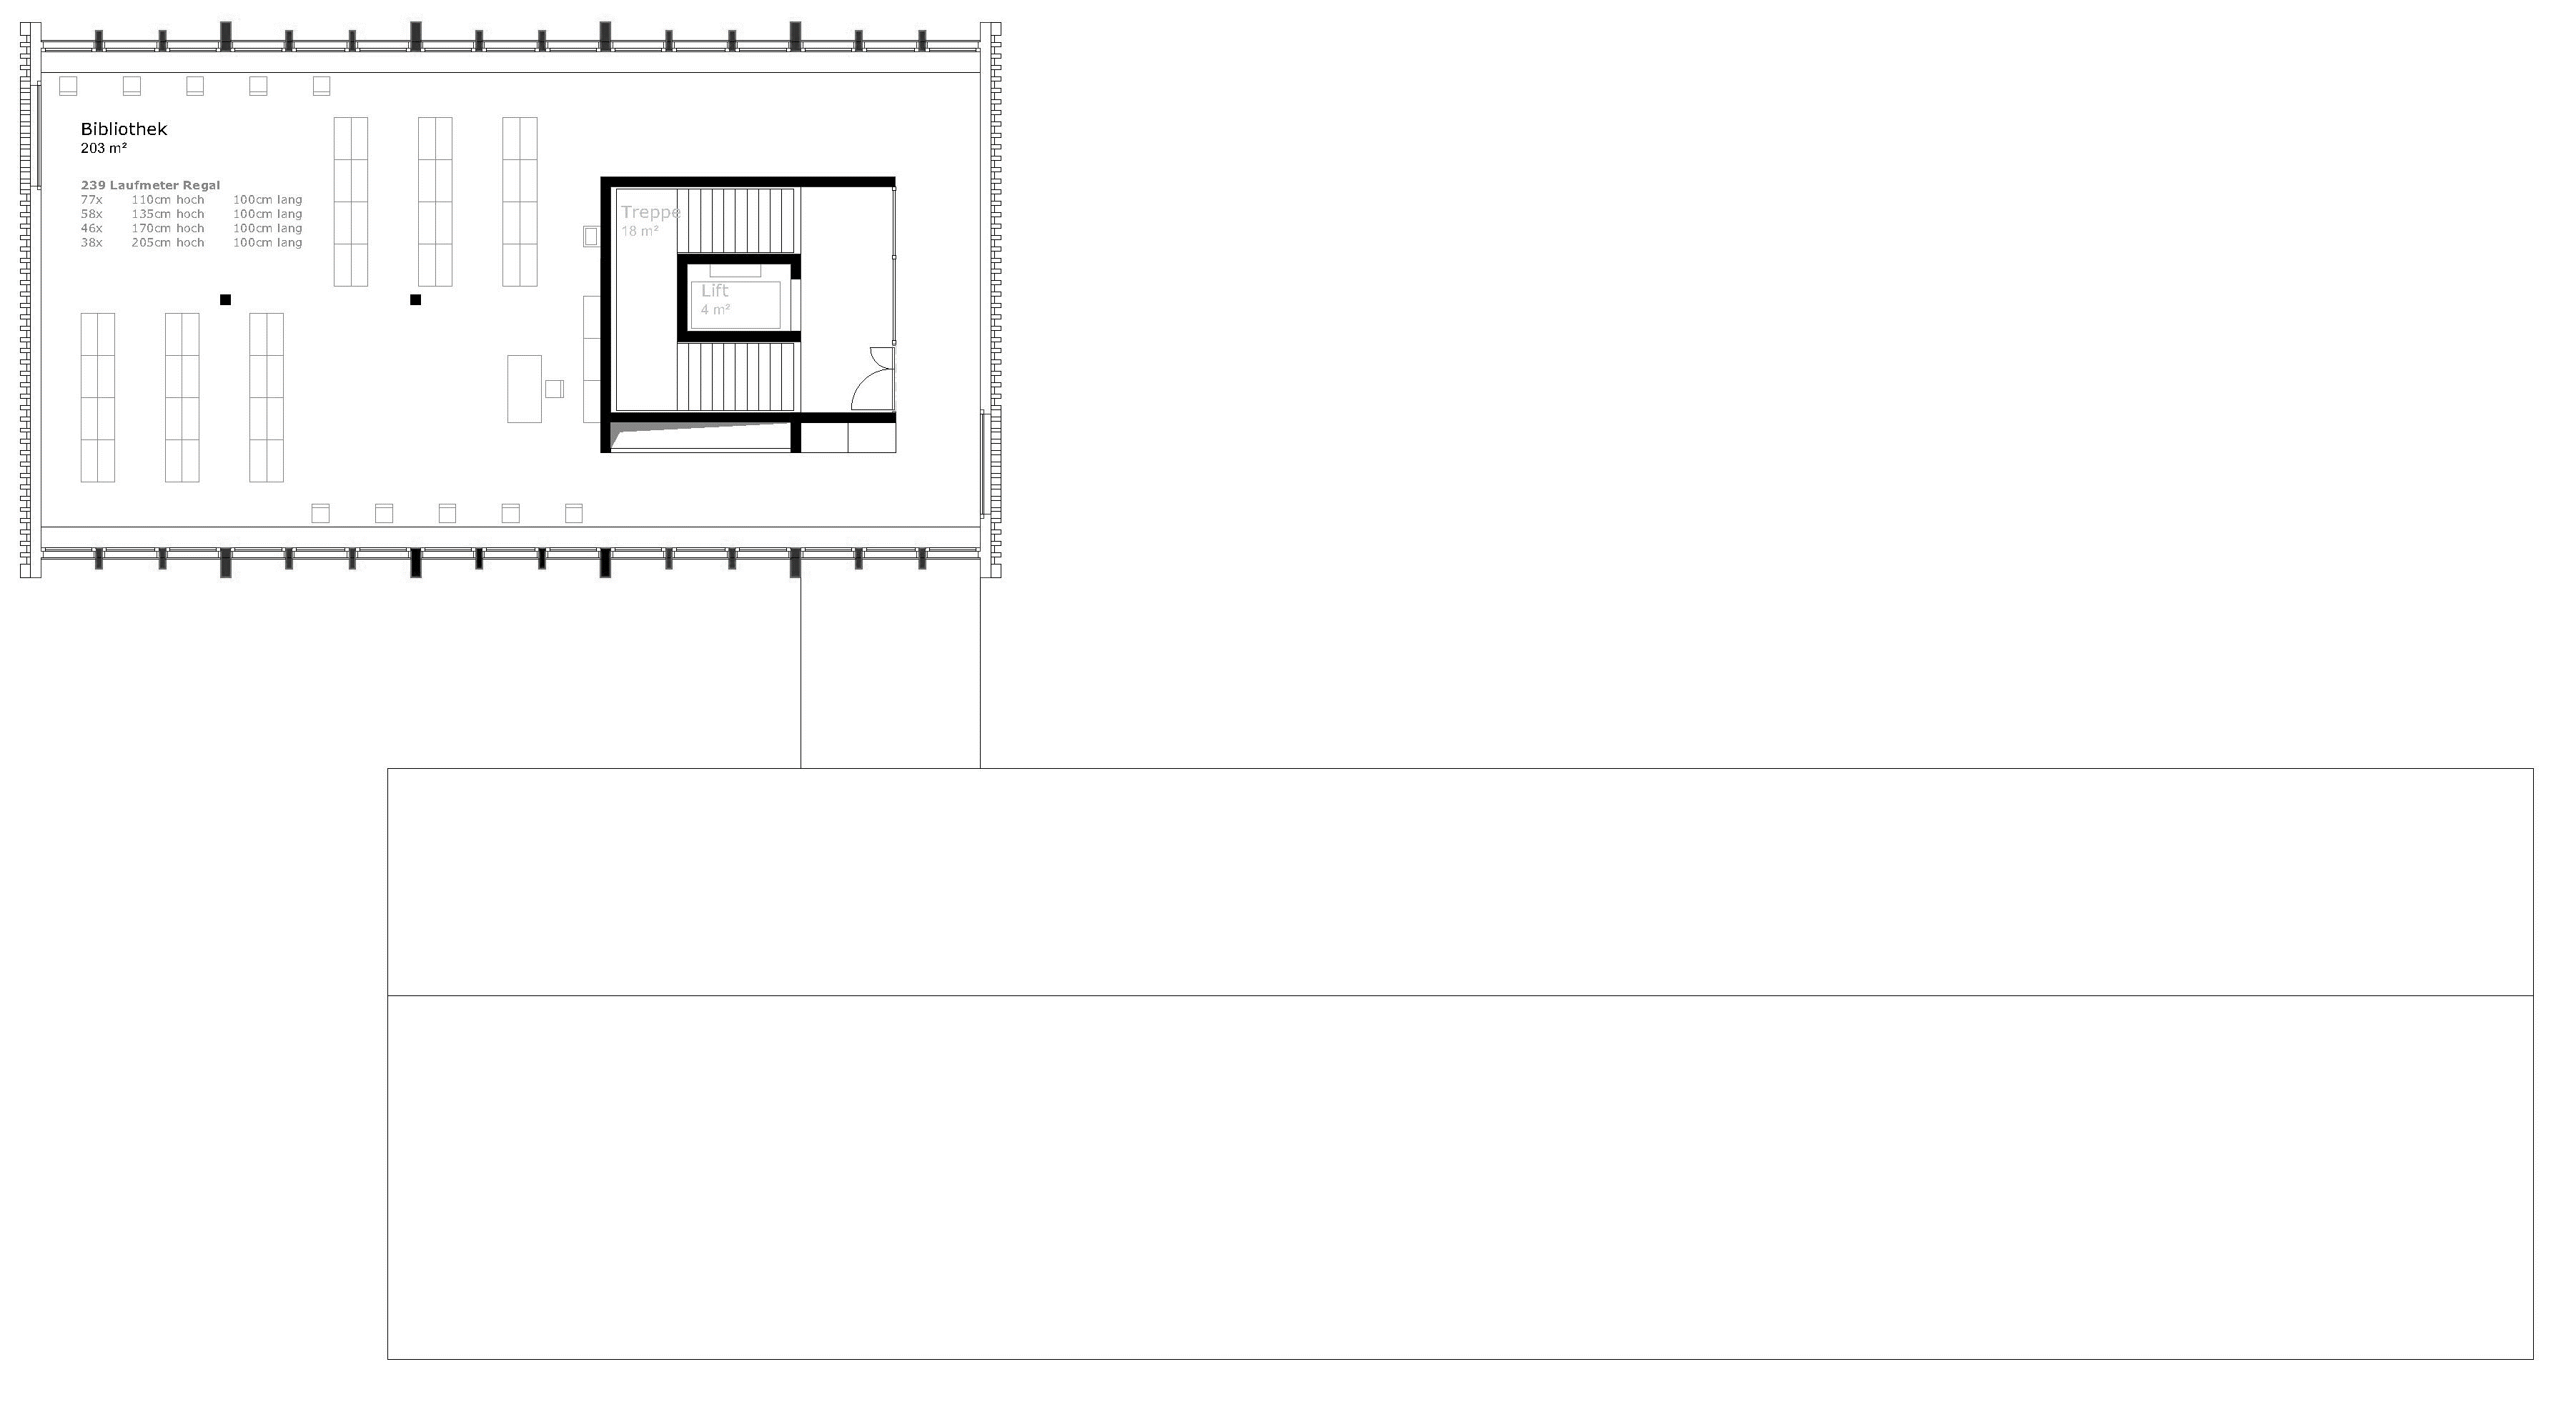 Bibliothek
203 m²
239 Laufmeter Regal
77x 110cm hoch 100cm lang
58x 135cm hoch 100cm lang
46x 170cm hoch 100cm lang
38x 205cm hoch 100cm lang
Treppe
18 m²
Lift
4 m²